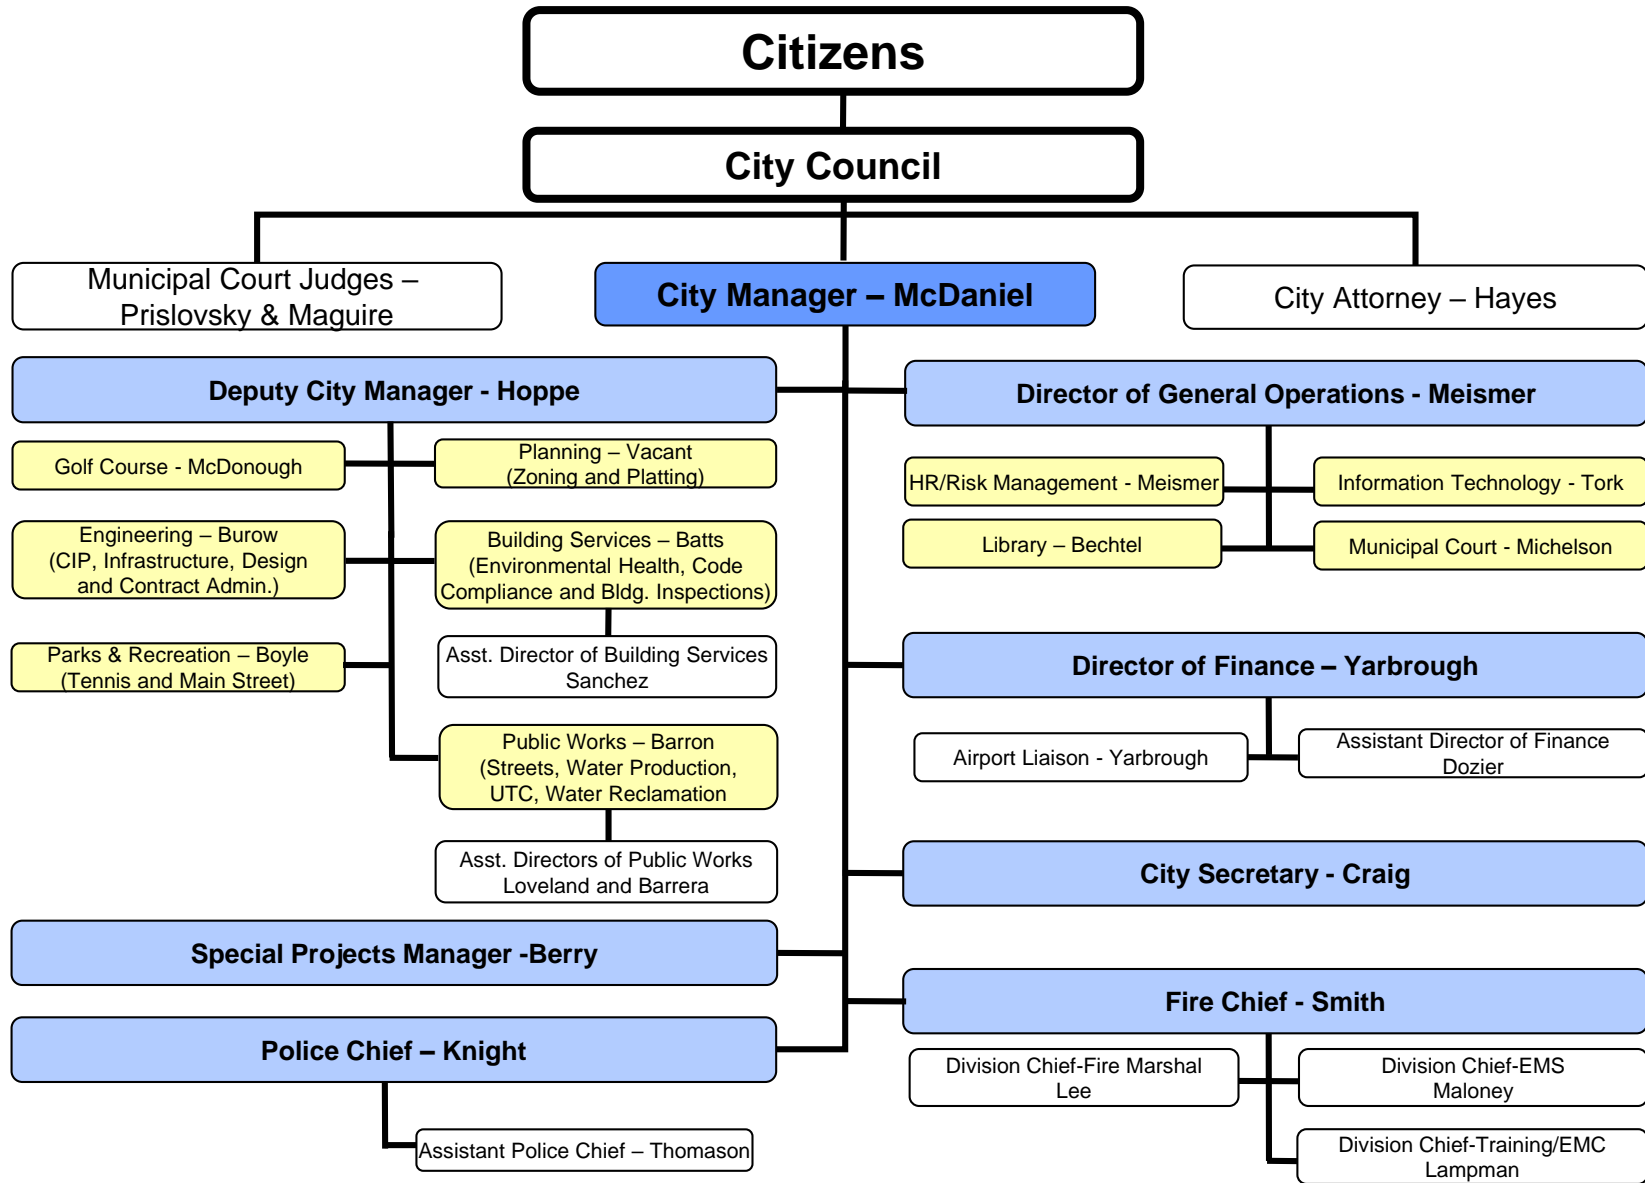 Citizens
City Council
Municipal Court Judges –
Prislovsky & Maguire
City Manager – McDaniel
City Attorney – Hayes
Deputy City Manager - Hoppe
Golf Course - McDonough
Planning – Vacant
(Zoning and Platting)
Engineering – Burow
(CIP, Infrastructure, Design
and Contract Admin.)
Building Services – Batts
(Environmental Health, Code
Compliance and Bldg. Inspections)
Asst. Director of Building Services
Sanchez
Parks & Recreation – Boyle
(Tennis and Main Street)
Public Works – Barron
(Streets, Water Production,
UTC, Water Reclamation
Asst. Directors of Public Works
Loveland and Barrera
Special Projects Manager -Berry
Police Chief – Knight
Assistant Police Chief – Thomason
Director of General Operations - Meismer
HR/Risk Management - Meismer
Information Technology - Tork
Library – Bechtel
Municipal Court - Michelson
Director of Finance – Yarbrough
Airport Liaison - Yarbrough
Assistant Director of Finance
Dozier
City Secretary - Craig
Fire Chief - Smith
Division Chief-Fire Marshal
Lee
Division Chief-EMS
Maloney
Division Chief-Training/EMC
Lampman